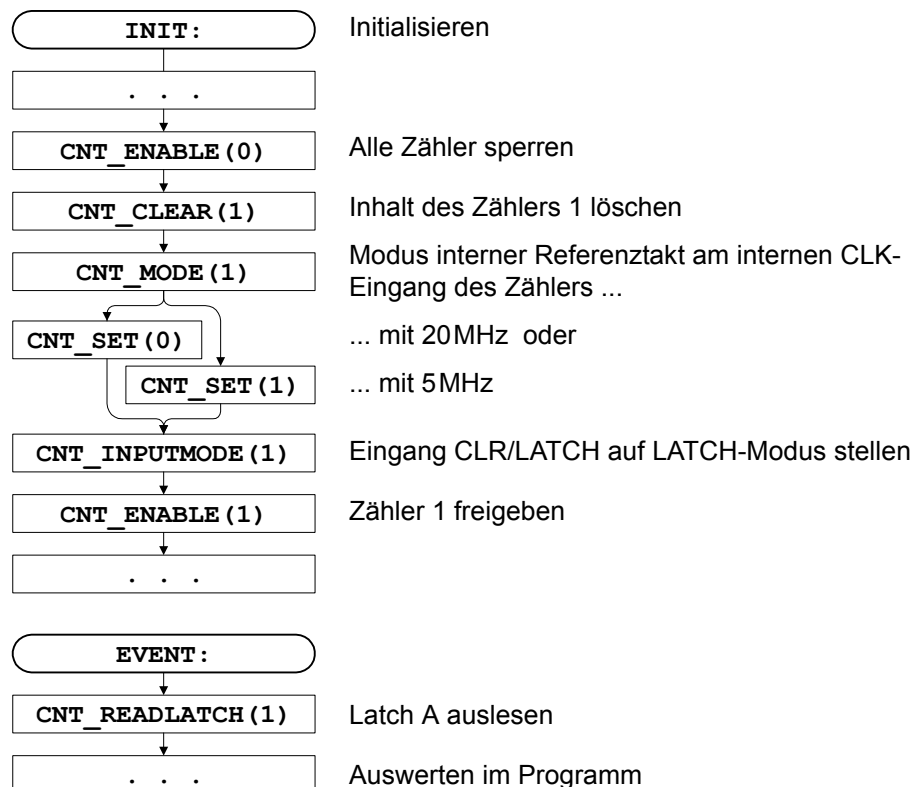 INIT: Initialisieren
. . .
CNT_ENABLE(0) Alle Zähler sperren
CNT_CLEAR(1) Inhalt des Zählers 1 löschen
CNT_MODE(1) Modus interner Referenztakt am internen CLK-
Eingang des Zählers ...
CNT_SET(0) ... mit 20MHz oder
CNT_SET(1) ... mit 5MHz
CNT_INPUTMODE(1) Eingang CLR/LATCH auf LATCH-Modus stellen
CNT_ENABLE(1) Zähler 1 freigeben
. . .
EVENT:
CNT_READLATCH(1) Latch A auslesen
. . . Auswerten im Programm